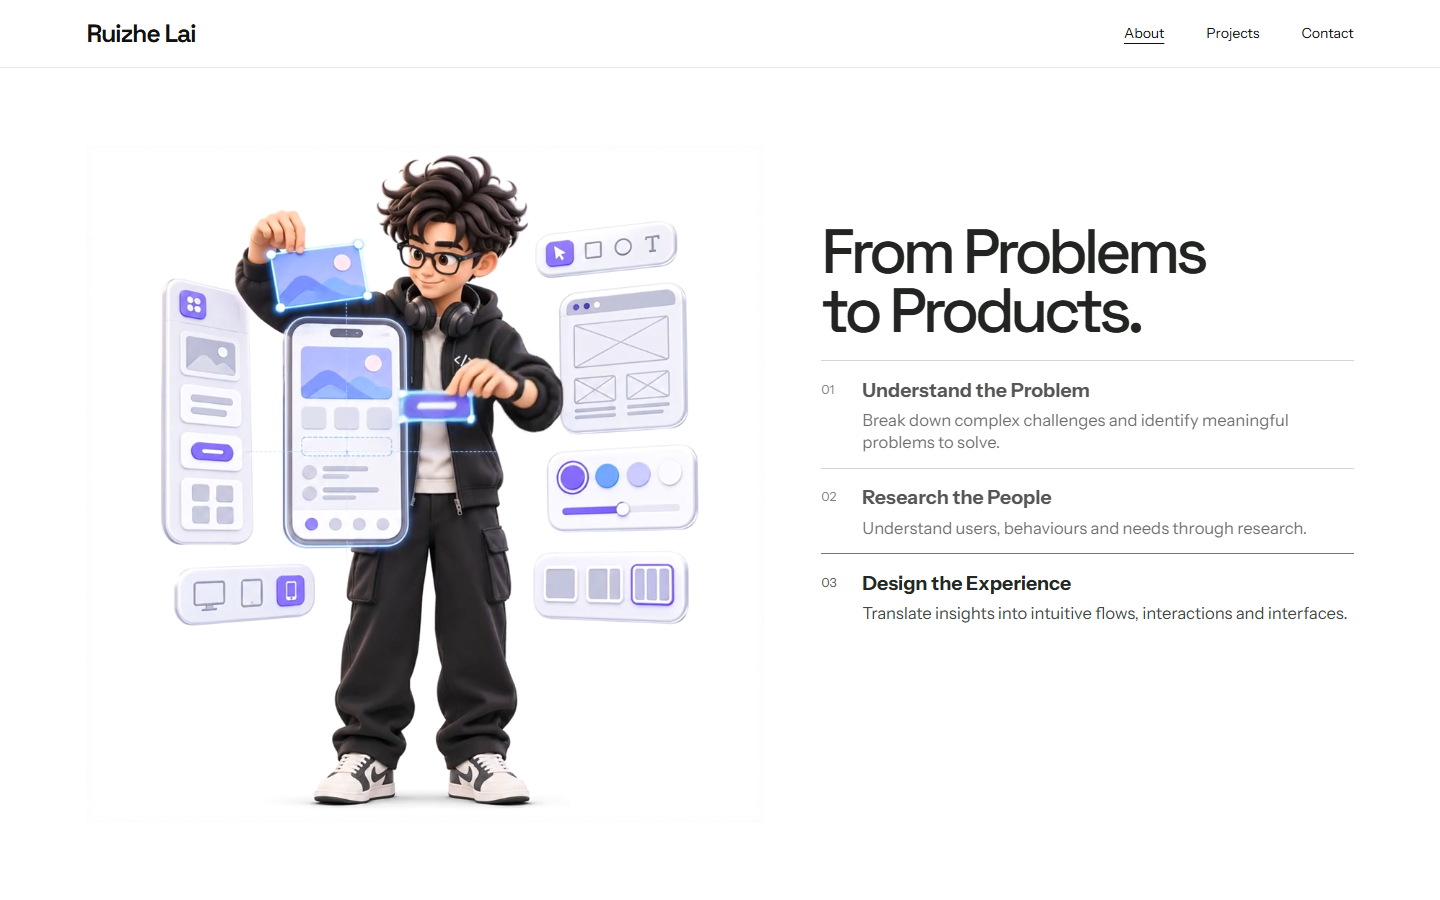 Ruizhe Lai
About
Projects
Contact
T
</>
From Problems
to Products.
01
Understand the Problem
Break down complex challenges and identify meaningful
problems to solve.
02
Research the People
Understand users, behaviours and needs through research.
03
Design the Experience
Translate insights into intuitive flows, interactions and interfaces.